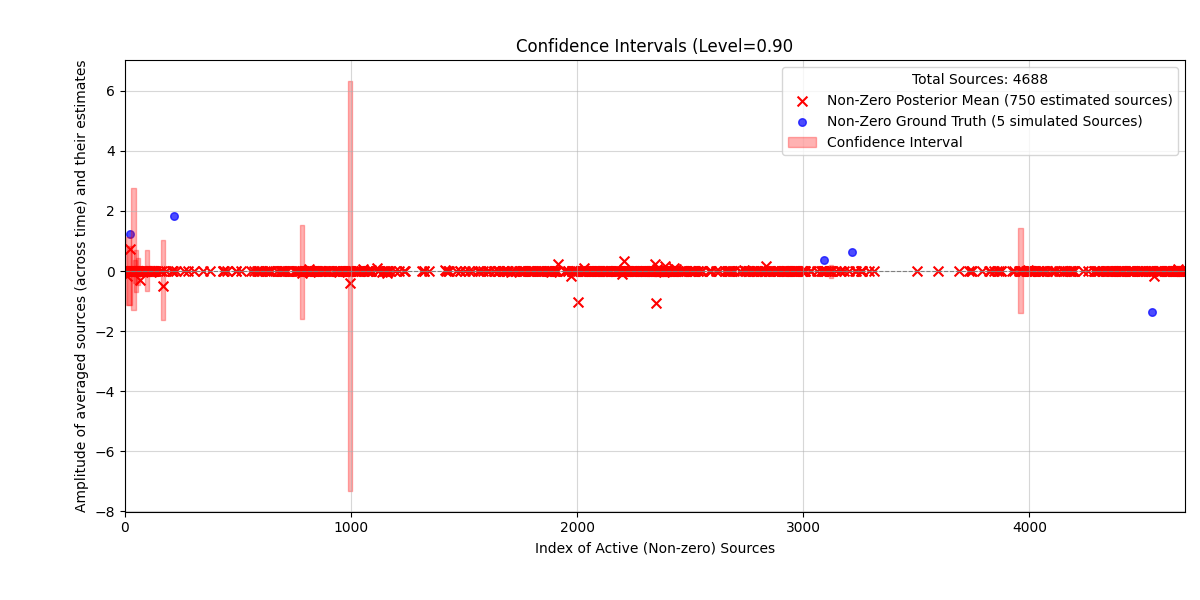 Confidence Intervals (Level=0.90
Total Sources: 4688
Non-Zero Posterior Mean (750 estimated sources)
Non-Zero Ground Truth (5 simulated Sources)
Confidence Interval
Amplitude of averaged sources (across time) and their estimates
6
4
2
0
−2
−4
−6
−8
0 1000 2000 3000 4000
Index of Active (Non-zero) Sources